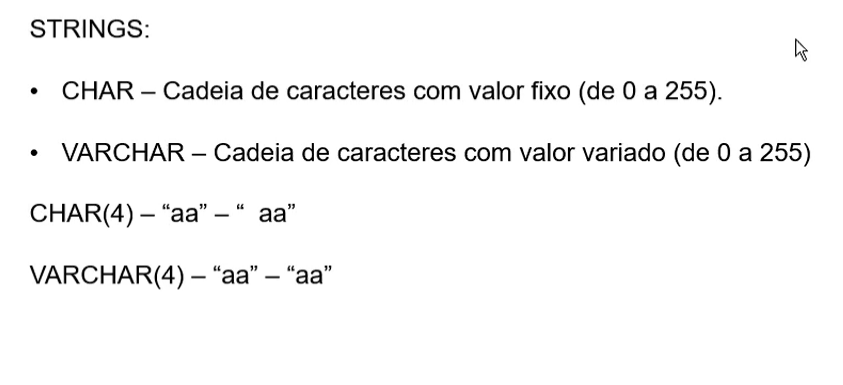 STRINGS:
• CHAR – Cadeia de caracteres com valor fixo (de 0 a 255).
• VARCHAR – Cadeia de caracteres com valor variado (de 0 a 255)
CHAR(4) – “aa” – “  aa”
VARCHAR(4) – “aa” – “aa”